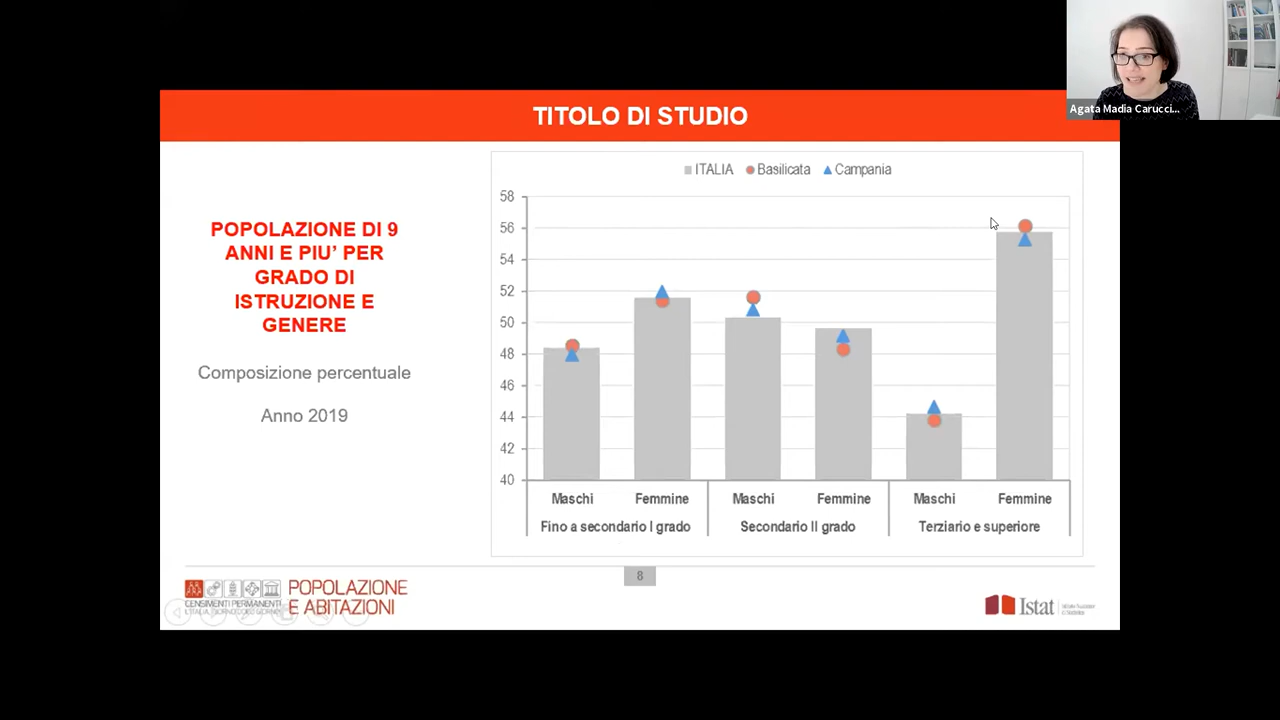 Agata Madia Carucci...
TITOLO DI STUDIO
POPOLAZIONE DI 9
ANNI E PIU’ PER
GRADO DI
ISTRUZIONE E
GENERE
Composizione percentuale
Anno 2019
ITALIA Basilicata Campania
58
56
54
52
50
48
46
44
42
40
Maschi Femmine Maschi Femmine Maschi Femmine
Fino a secondario I grado Secondario II grado Terziario e superiore
8
CENSIMENTI PERMANENTI
POPOLAZIONE
E ABITAZIONI
Istat